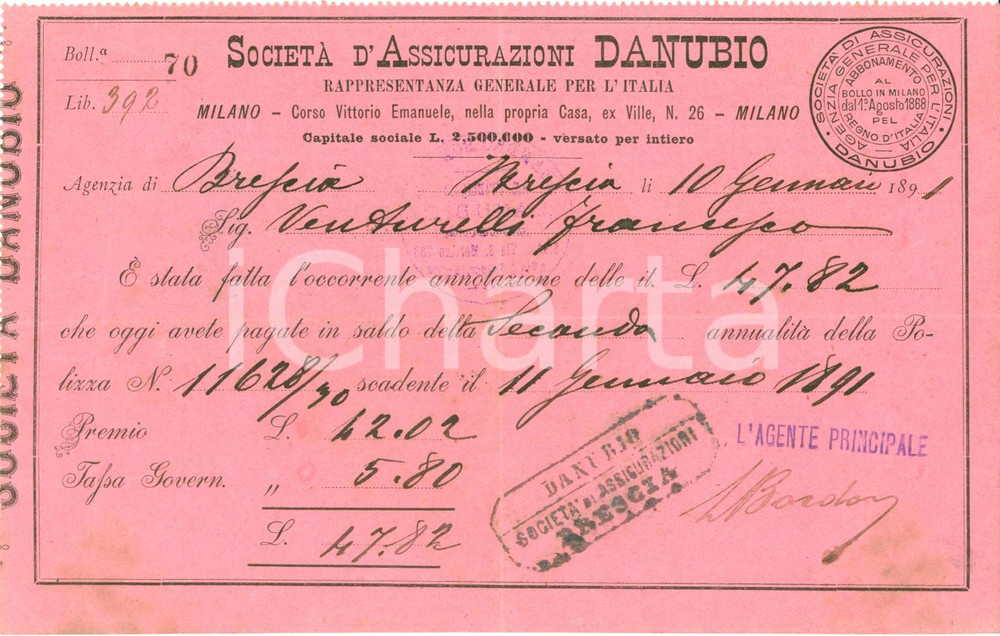 Boll.ª 70
Lib. 392
SOCIETÀ D'ASSICURAZIONI DANUBIO
RAPPRESENTANZA GENERALE PER L'ITALIA
MILANO – Corso Vittorio Emanuele, nella propria Casa, ex Ville, N. 26 – MILANO
Capitale sociale L. 2,500,000 - versato per intiero
SOCIETÀ DI ASSICURAZIONI
AGENZIA GENERALE PER L'ITALIA
DANUBIO
ABBONAMENTO
AL
BOLLO IN MILANO
dal 1º Agosto 1868
PEL
REGNO D'ITALIA
Agenzia di Brescia Brescia li 10 Gennaio 1891
Sig. Venturelli Francesco
È stata fatta l'occorrente annotazione delle it. L. 47.82
che oggi avete pagate in saldo della Seconda annualità della Po-
lizza N. 11628/90 scadente il 11 Gennaio 1891
Premio L. 42.02
Tassa Govern. „ 5.80
L. 47.82
DANUBIO
SOCIETÀ DI ASSICURAZIONI
BRESCIA
L'AGENTE PRINCIPALE
SOCIETÀ DANUBIO
iCharta